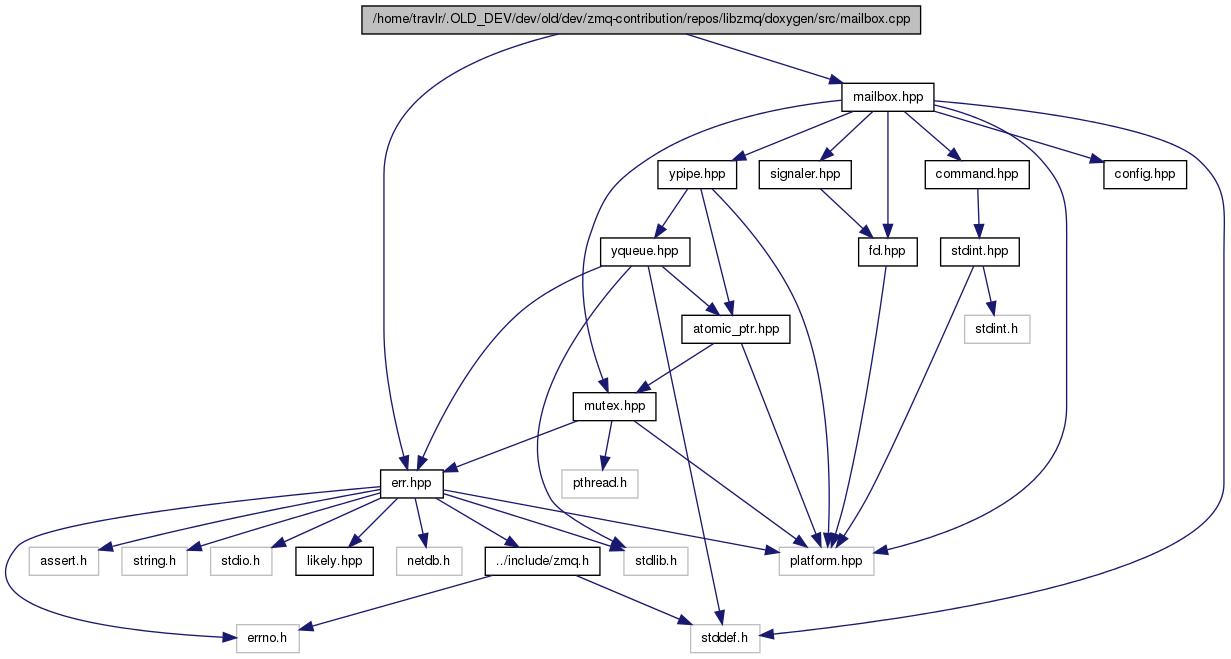 /home/travlr/.OLD_DEV/dev/old/dev/zmq-contribution/repos/libzmq/doxygen/src/mailbox.cpp
mailbox.hpp
ypipe.hpp
signaler.hpp
command.hpp
config.hpp
yqueue.hpp
fd.hpp
stdint.hpp
atomic_ptr.hpp
stdint.h
mutex.hpp
err.hpp
pthread.h
assert.h
string.h
stdio.h
likely.hpp
netdb.h
../include/zmq.h
stdlib.h
platform.hpp
errno.h
stddef.h